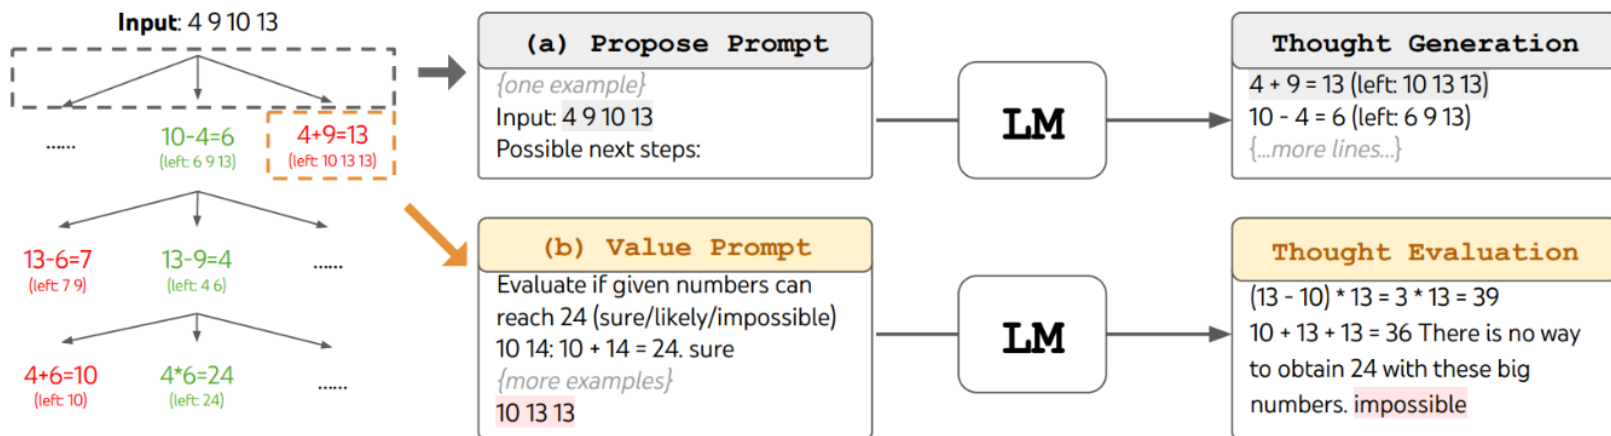 Input: 4 9 10 13
......
10-4=6
(left: 6 9 13)
4+9=13
(left: 10 13 13)
13-6=7
(left: 7 9)
13-9=4
(left: 4 6)
......
4+6=10
(left: 10)
4*6=24
(left: 24)
......
(a) Propose Prompt
{one example}
Input: 4 9 10 13
Possible next steps:
LM
Thought Generation
4 + 9 = 13 (left: 10 13 13)
10 - 4 = 6 (left: 6 9 13)
{...more lines...}
(b) Value Prompt
Evaluate if given numbers can
reach 24 (sure/likely/impossible)
10 14: 10 + 14 = 24. sure
{more examples}
10 13 13
LM
Thought Evaluation
(13 - 10) * 13 = 3 * 13 = 39
10 + 13 + 13 = 36 There is no way
to obtain 24 with these big
numbers. impossible